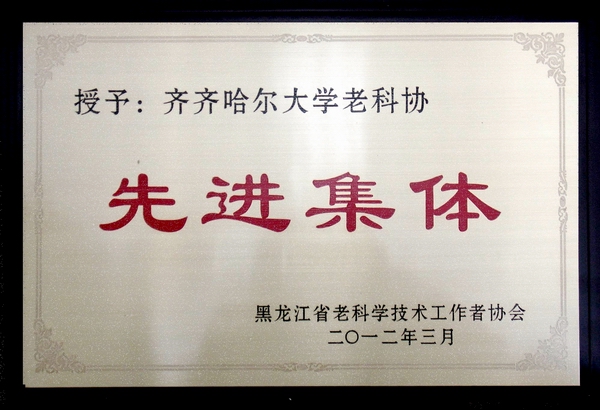 授予：齐齐哈尔大学老科协
先进集体
黑龙江省老科学技术工作者协会
二〇一二年三月